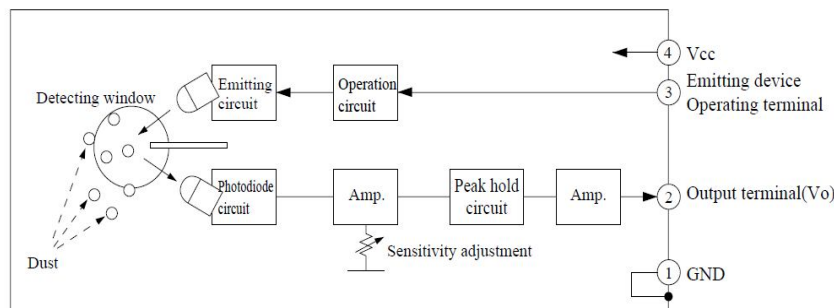 4 Vcc
3 Emitting device
Operating terminal
Emitting
circuit
Operation
circuit
Detecting window
Photodiode
circuit
Amp.
Peak hold
circuit
Amp.
2 Output terminal(Vo)
Sensitivity adjustment
Dust
1 GND